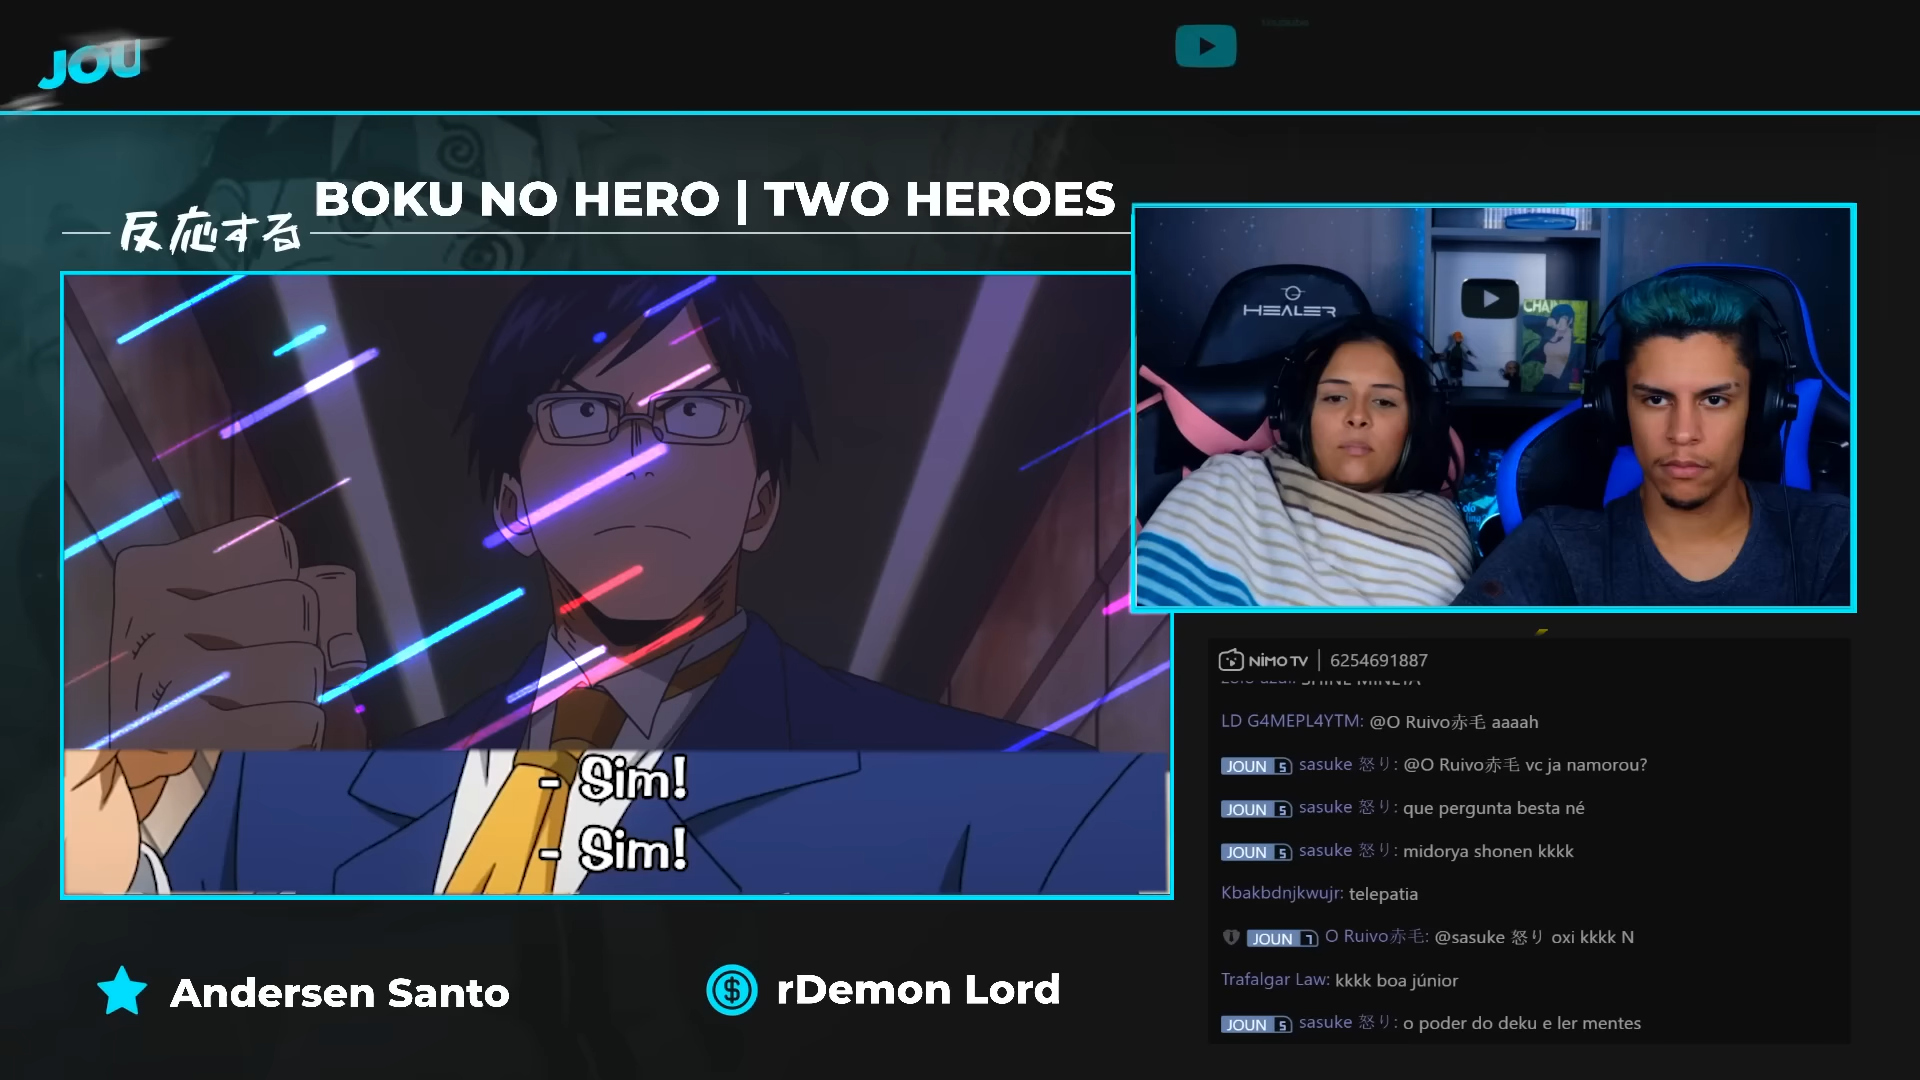 JOU
BOKU NO HERO | TWO HEROES
反応する
HEALER
CHAIN
- Sim!
- Sim!
NIMO TV | 6254691887
SHINE MINETA
LD G4MEPL4YTM: @O Ruivo赤毛 aaaah
JOUN 5 sasuke 怒り: @O Ruivo赤毛 vc ja namorou?
JOUN 5 sasuke 怒り: que pergunta besta né
JOUN 5 sasuke 怒り: midorya shonen kkkk
Kbakbdnjkwujr: telepatia
JOUN 7 O Ruivo赤毛: @sasuke 怒り oxi kkkk N
Trafalgar Law: kkkk boa júnior
JOUN 5 sasuke 怒り: o poder do deku e ler mentes
Andersen Santo
rDemon Lord